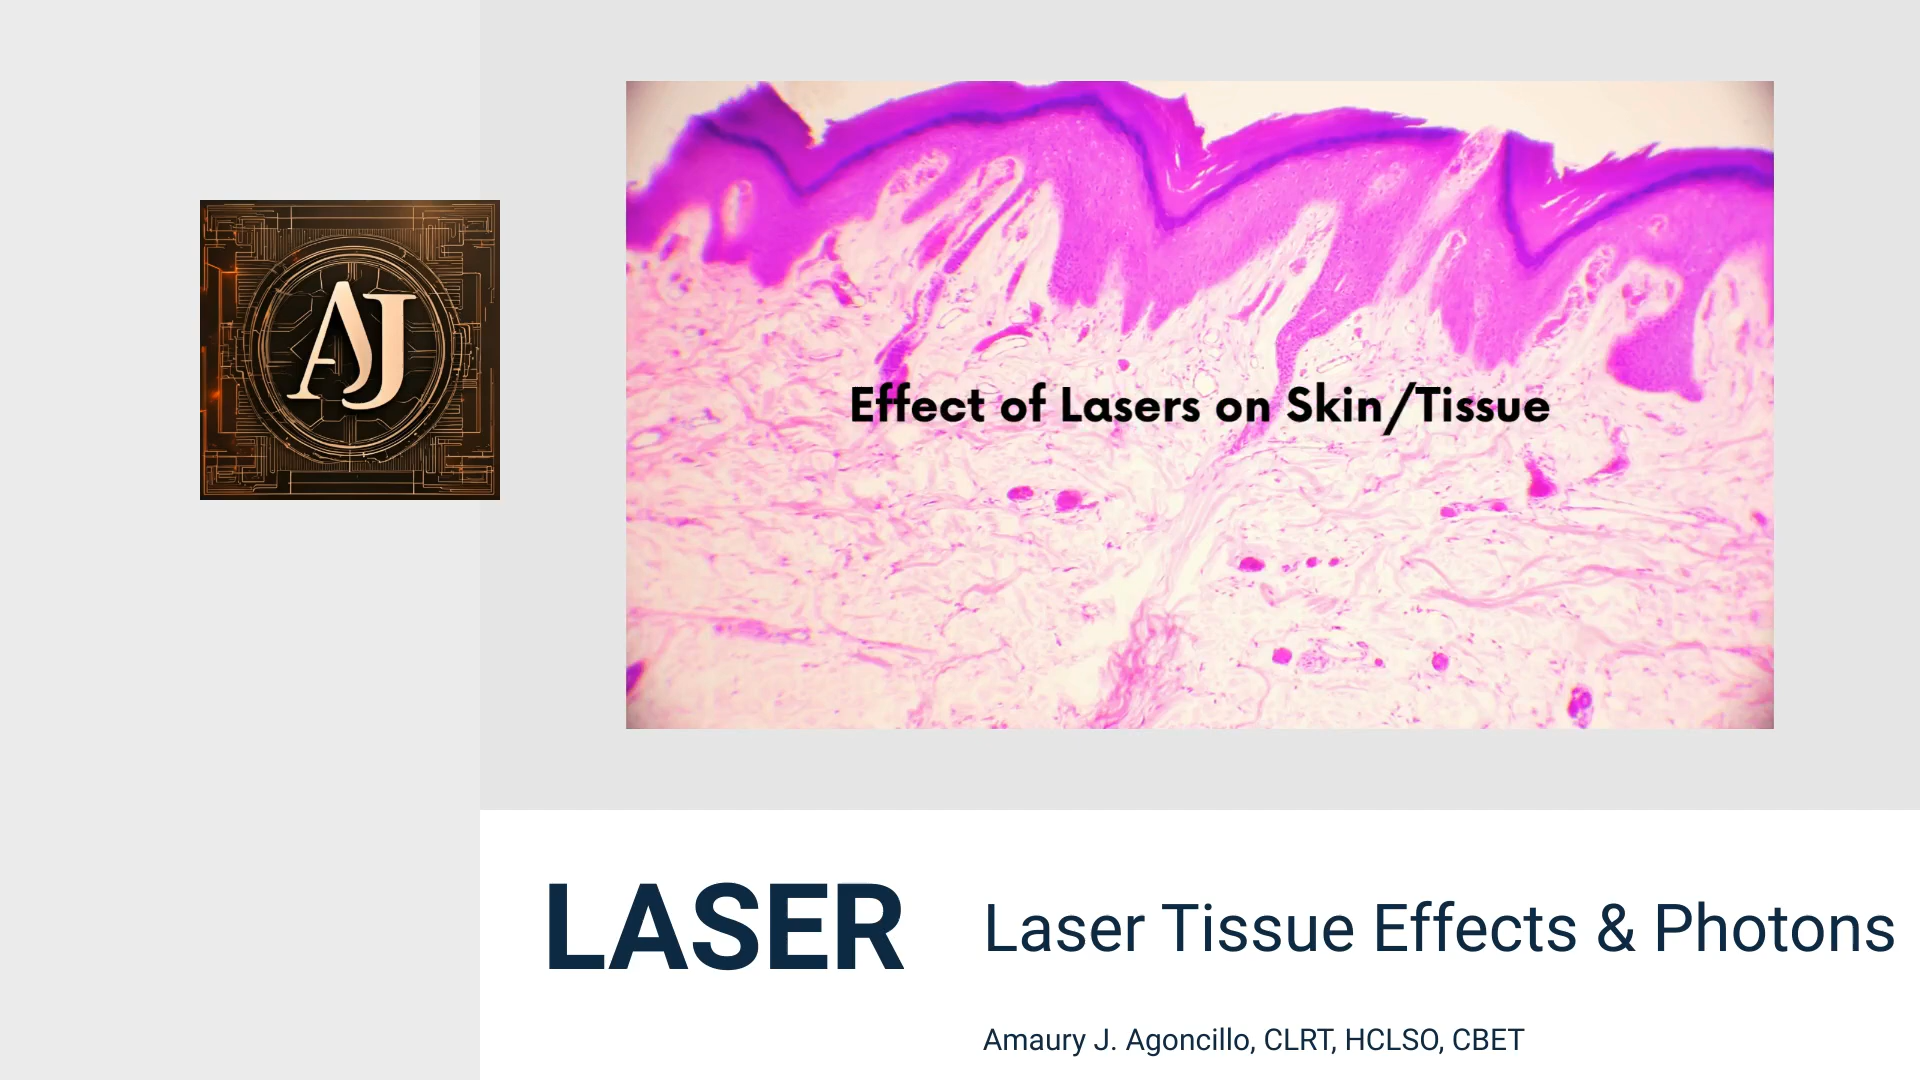 AJ
Effect of Lasers on Skin/Tissue
LASER
Laser Tissue Effects & Photons
Amaury J. Agoncillo, CLRT, HCLSO, CBET